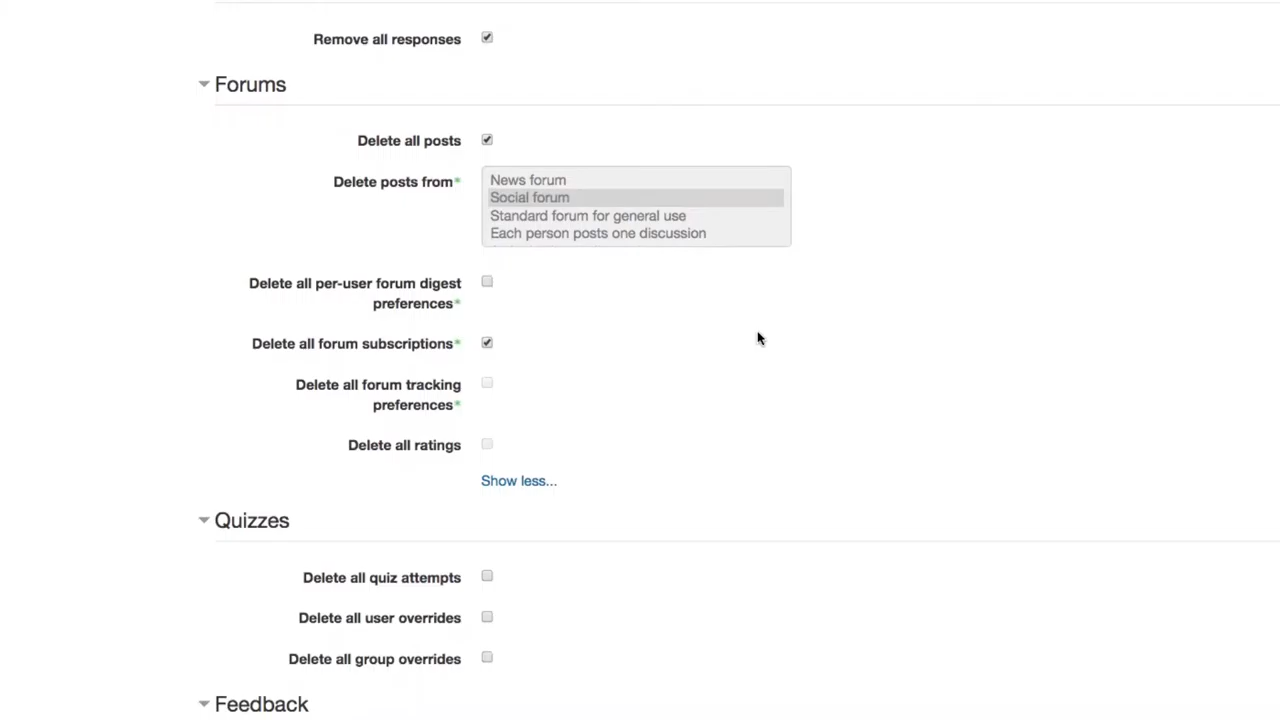 Remove all responses
Forums
Delete all posts
Delete posts from*
News forum
Social forum
Standard forum for general use
Each person posts one discussion
Delete all per-user forum digest
preferences*
Delete all forum subscriptions*
Delete all forum tracking
preferences*
Delete all ratings
Show less...
Quizzes
Delete all quiz attempts
Delete all user overrides
Delete all group overrides
Feedback